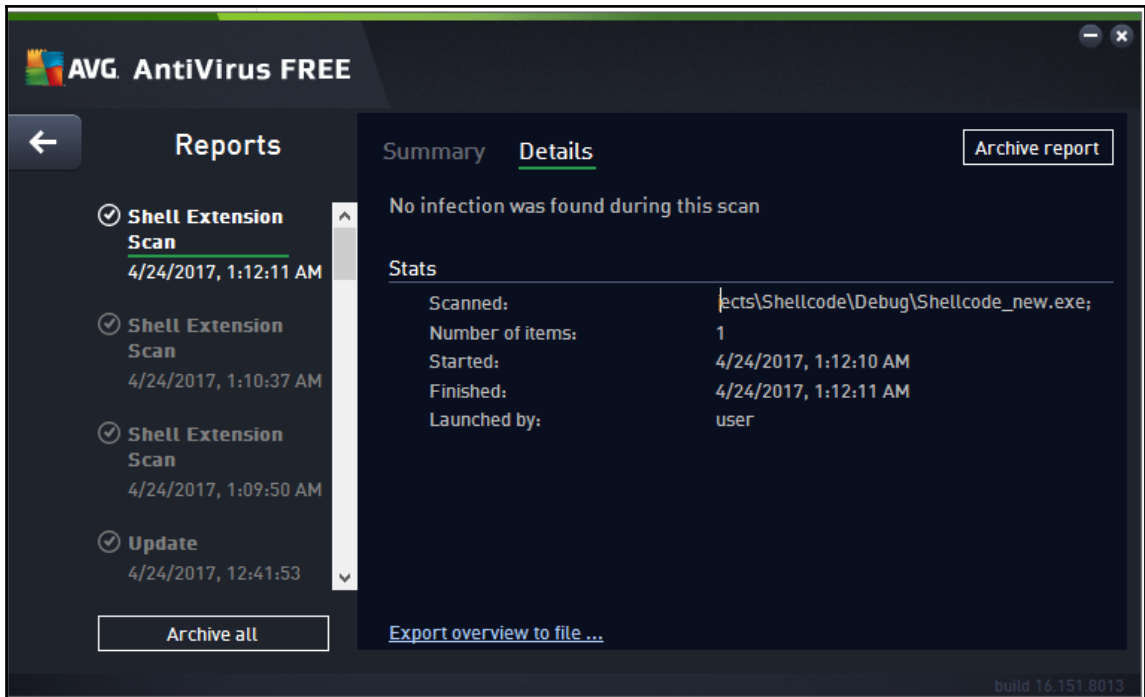 AVG AntiVirus FREE
Reports
Summary Details
Archive report
Shell Extension
Scan
4/24/2017, 1:12:11 AM
Shell Extension
Scan
4/24/2017, 1:10:37 AM
Shell Extension
Scan
4/24/2017, 1:09:50 AM
Update
4/24/2017, 12:41:53
Archive all
No infection was found during this scan
Stats
Scanned: ects\Shellcode\Debug\Shellcode_new.exe;
Number of items: 1
Started: 4/24/2017, 1:12:10 AM
Finished: 4/24/2017, 1:12:11 AM
Launched by: user
Export overview to file ...
build 16.151.8013